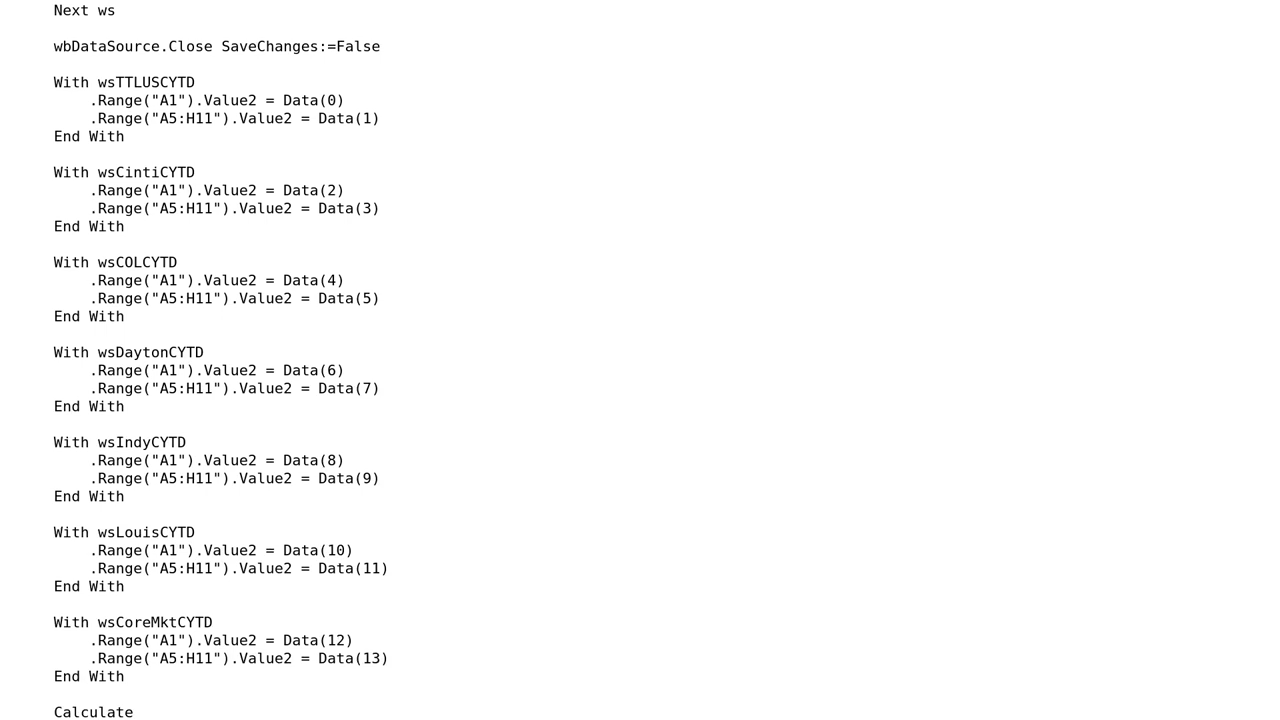 Next ws
wbDataSource.Close SaveChanges:=False
With wsTTLUSCYTD
.Range("A1").Value2 = Data(0)
.Range("A5:H11").Value2 = Data(1)
End With
With wsCintiCYTD
.Range("A1").Value2 = Data(2)
.Range("A5:H11").Value2 = Data(3)
End With
With wsCOLCYTD
.Range("A1").Value2 = Data(4)
.Range("A5:H11").Value2 = Data(5)
End With
With wsDaytonCYTD
.Range("A1").Value2 = Data(6)
.Range("A5:H11").Value2 = Data(7)
End With
With wsIndyCYTD
.Range("A1").Value2 = Data(8)
.Range("A5:H11").Value2 = Data(9)
End With
With wsLouisCYTD
.Range("A1").Value2 = Data(10)
.Range("A5:H11").Value2 = Data(11)
End With
With wsCoreMktCYTD
.Range("A1").Value2 = Data(12)
.Range("A5:H11").Value2 = Data(13)
End With
Calculate